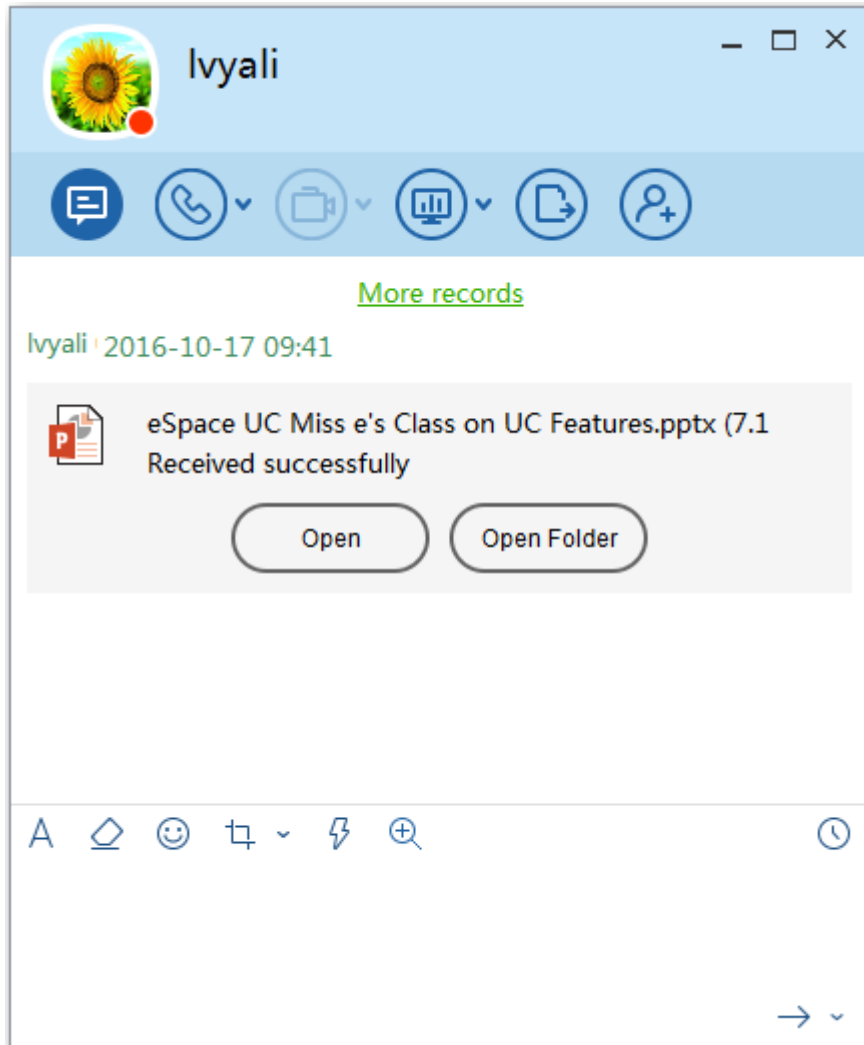 lvyali
More records
lvyali 2016-10-17 09:41
eSpace UC Miss e's Class on UC Features.pptx (7.1
Received successfully
Open
Open Folder